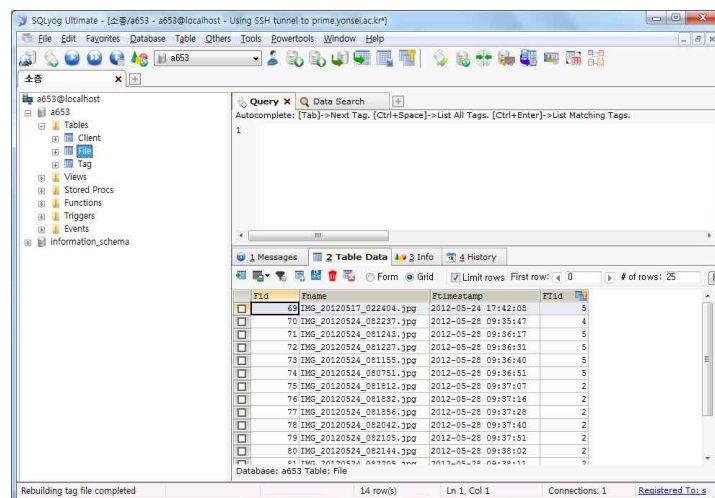 SQLyog Ultimate - [소종/a653 - a653@localhost - Using SSH tunnel to prime.yonsei.ac.kr*]
File Edit Favorites Database Table Others Tools Powertools Window Help
a653
소종
a653@localhost
a653
Tables
Client
File
Tag
Views
Stored Procs
Functions
Triggers
Events
information_schema
Query Data Search
Autocomplete: [Tab]->Next Tag. [Ctrl+Space]->List All Tags. [Ctrl+Enter]->List Matching Tags.
1
1 Messages 2 Table Data 3 Info 4 History
Form Grid Limit rows First row: 0 # of rows: 25
Fid Fname Ftimestamp FTid
69 IMG_20120517_022404.jpg 2012-05-24 17:42:08 5
70 IMG_20120524_082237.jpg 2012-05-28 09:35:47 4
71 IMG_20120524_081241.jpg 2012-05-28 09:36:17 5
72 IMG_20120524_081227.jpg 2012-05-28 09:36:31 5
73 IMG_20120524_081155.jpg 2012-05-28 09:36:40 5
74 IMG_20120524_080751.jpg 2012-05-28 09:36:51 5
75 IMG_20120524_081812.jpg 2012-05-28 09:37:07 2
76 IMG_20120524_081832.jpg 2012-05-28 09:37:16 2
77 IMG_20120524_081856.jpg 2012-05-28 09:37:28 2
78 IMG_20120524_082042.jpg 2012-05-28 09:37:40 2
79 IMG_20120524_082105.jpg 2012-05-28 09:37:51 2
80 IMG_20120524_082144.jpg 2012-05-28 09:38:02 2
Database: a653 Table: File
Rebuilding tag file completed 14 row(s) Ln 1, Col 1 Connections: 1 Registered To: s